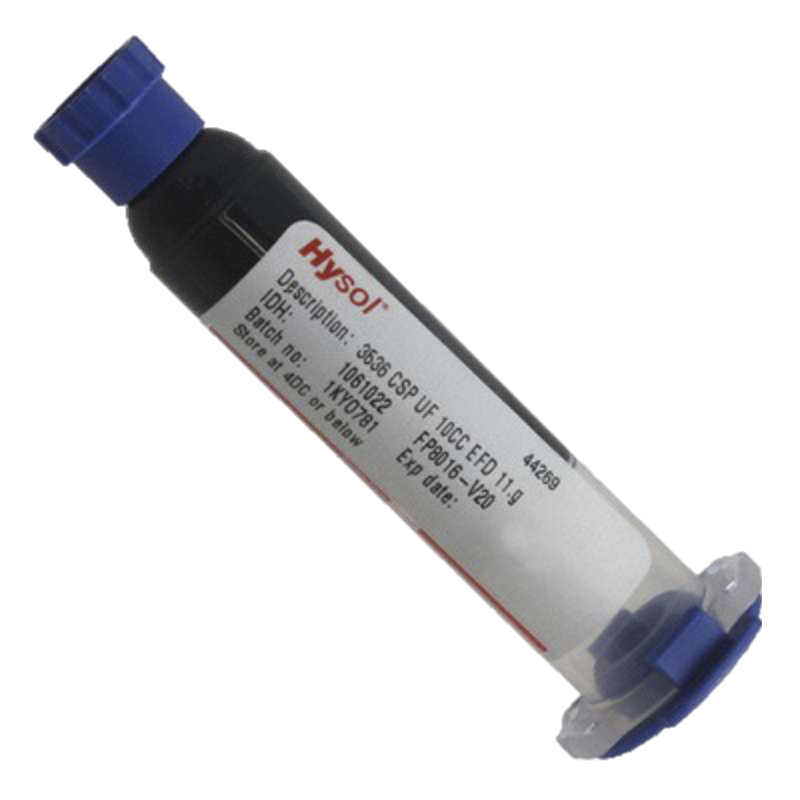 Hysol®
44269
Description: 3536 CSP UF 10CC EFD 11.g
IDH: 1061022 FP8016-V20
Batch no: 1KY0781 Exp date:
Store at 4DC or below